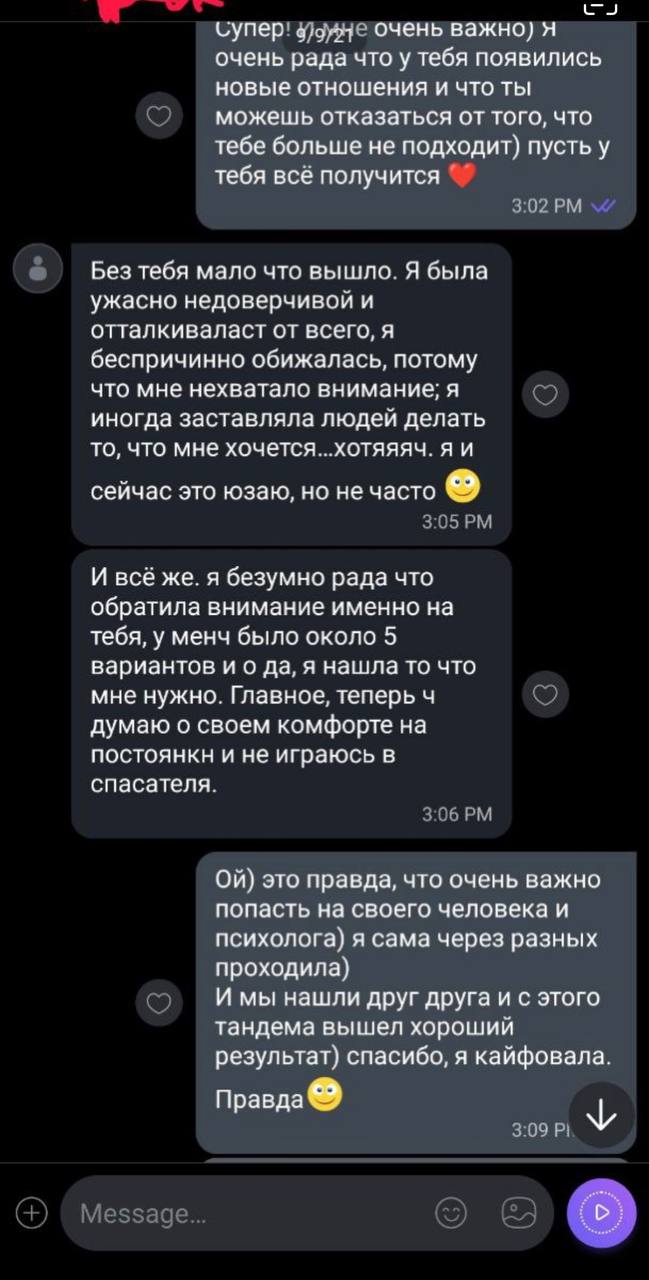 Супер! И мне очень важно) Я
9/9/21
очень рада что у тебя появились
новые отношения и что ты
можешь отказаться от того, что
тебе больше не подходит) пусть у
тебя всё получится ❤️
3:02 PM
Без тебя мало что вышло. Я была
ужасно недоверчивой и
отталкиваласт от всего, я
беспричинно обижалась, потому
что мне нехватало внимание; я
иногда заставляла людей делать
то, что мне хочется...хотяяяч. я и
сейчас это юзаю, но не часто 🙂
3:05 PM
И всё же. я безумно рада что
обратила внимание именно на
тебя, у менч было около 5
вариантов и о да, я нашла то что
мне нужно. Главное, теперь ч
думаю о своем комфорте на
постоянкн и не играюсь в
спасателя.
3:06 PM
Ой) это правда, что очень важно
попасть на своего человека и
психолога) я сама через разных
проходила)
И мы нашли друг друга и с этого
тандема вышел хороший
результат) спасибо, я кайфовала.
Правда🙂
3:09
Message...